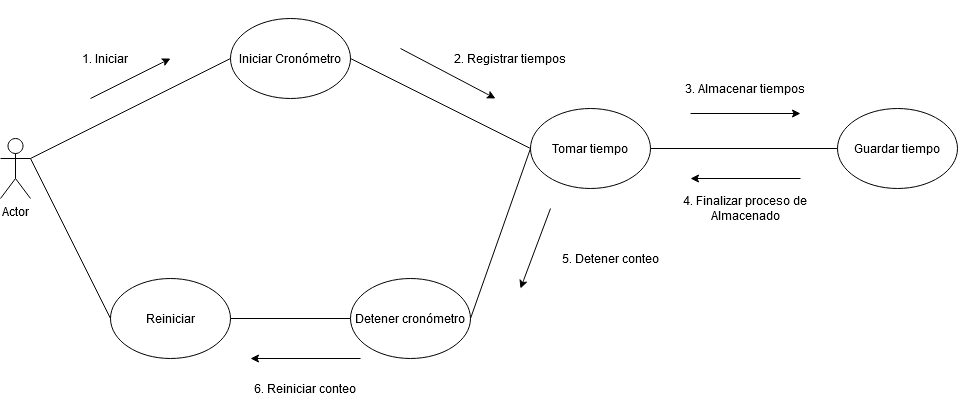 1. Iniciar
Iniciar Cronómetro
2. Registrar tiempos
3. Almacenar tiempos
Tomar tiempo
Guardar tiempo
4. Finalizar proceso de
Almacenado
Actor
5. Detener conteo
Reiniciar
Detener cronómetro
6. Reiniciar conteo